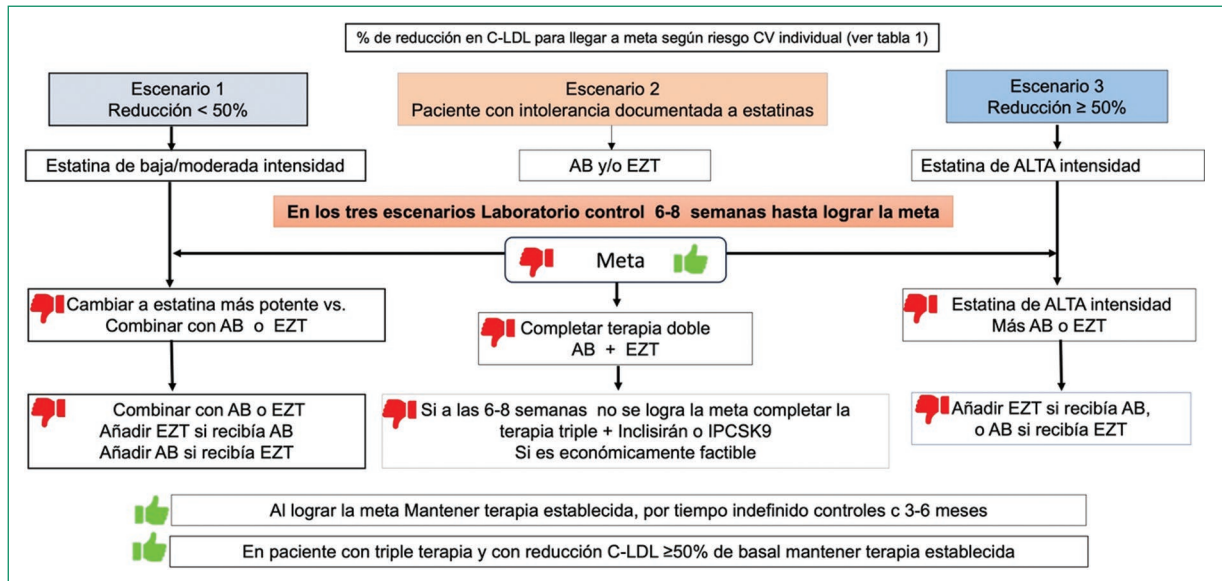 % de reducción en C-LDL para llegar a meta según riesgo CV individual (ver tabla 1)
Escenario 1
Reducción < 50%
Escenario 2
Paciente con intolerancia documentada a estatinas
Escenario 3
Reducción ≥ 50%
Estatina de baja/moderada intensidad
AB y/o EZT
Estatina de ALTA intensidad
En los tres escenarios Laboratorio control 6-8 semanas hasta lograr la meta
Meta
Cambiar a estatina más potente vs.
Combinar con AB o EZT
Completar terapia doble
AB + EZT
Estatina de ALTA intensidad
Más AB o EZT
Combinar con AB o EZT
Añadir EZT si recibía AB
Añadir AB si recibía EZT
Si a las 6-8 semanas no se logra la meta completar la
terapia triple + Inclisirán o IPCSK9
Si es económicamente factible
Añadir EZT si recibía AB,
o AB si recibía EZT
Al lograr la meta Mantener terapia establecida, por tiempo indefinido controles c 3-6 meses
En paciente con triple terapia y con reducción C-LDL ≥50% de basal mantener terapia establecida